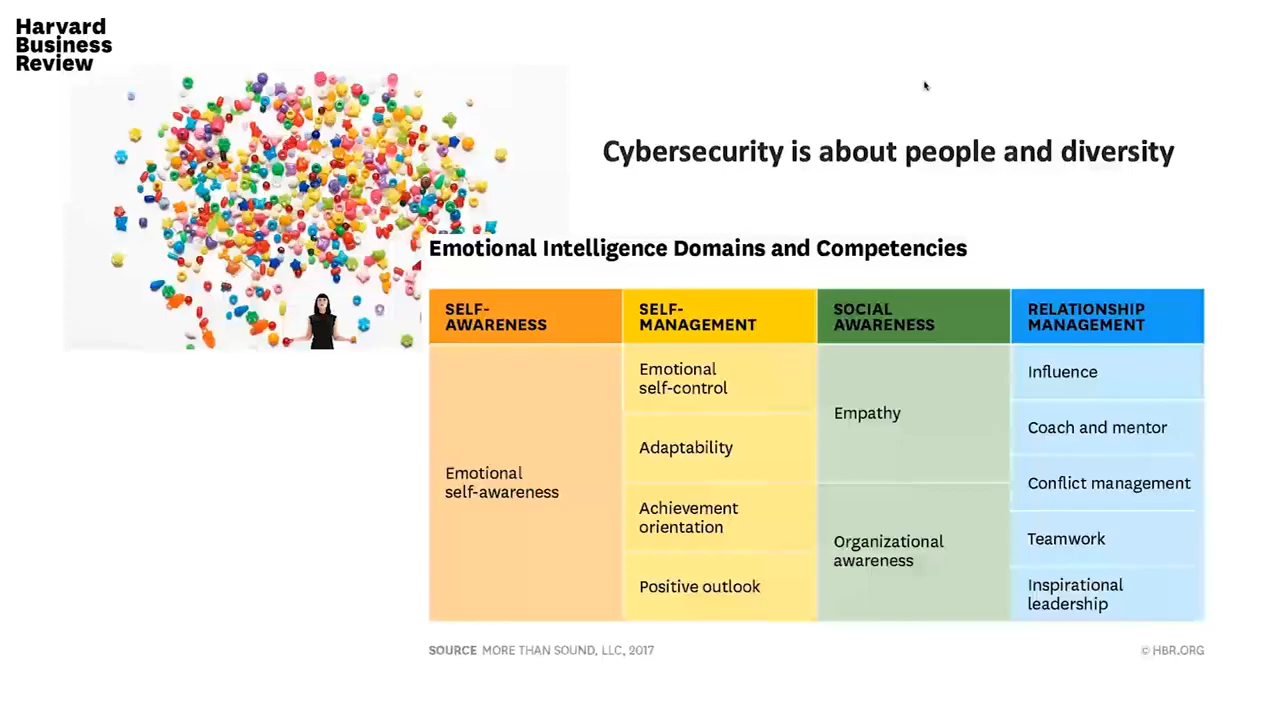 Harvard
Business
Review
Cybersecurity is about people and diversity
Emotional Intelligence Domains and Competencies
SELF-
AWARENESS
SELF-
MANAGEMENT
SOCIAL
AWARENESS
RELATIONSHIP
MANAGEMENT
Emotional
self-awareness
Emotional
self-control
Adaptability
Achievement
orientation
Positive outlook
Empathy
Organizational
awareness
Influence
Coach and mentor
Conflict management
Teamwork
Inspirational
leadership
SOURCE MORE THAN SOUND, LLC, 2017
© HBR.ORG